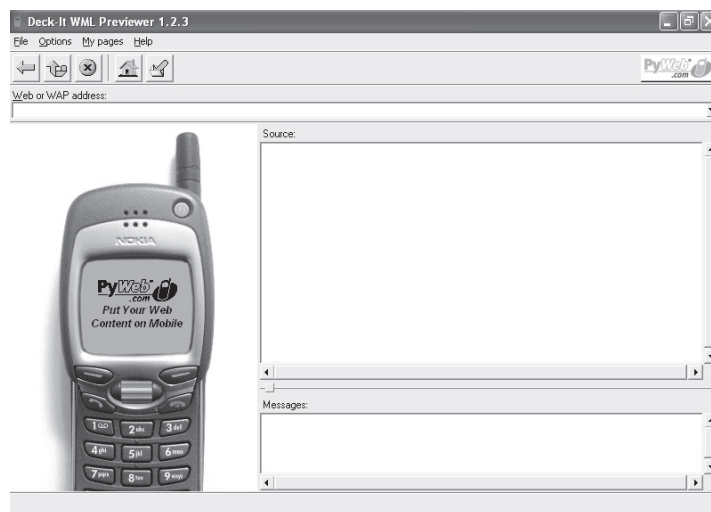 Deck-It WML Previewer 1.2.3
File Options My pages Help
PyWeb
.com
Web or WAP address:
Source:
NOKIA
PyWeb
.com
Put Your Web
Content on Mobile
Messages:
1
2 abc
3 def
4 ghi
5 jkl
6 mno
7 pqrs
8 tuv
9 wxyz